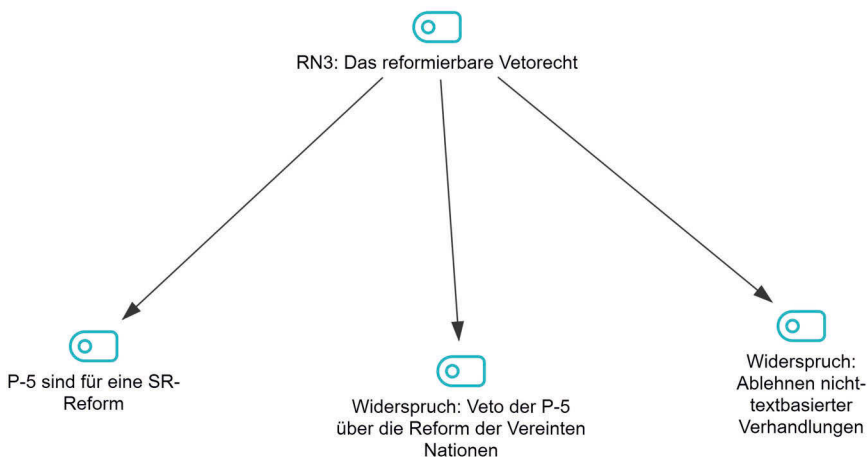 RN3: Das reformierbare Vetorecht
P-5 sind für eine SR-
Reform
Widerspruch: Veto der P-5
über die Reform der Vereinten
Nationen
Widerspruch:
Ablehnen nicht-
textbasierter
Verhandlungen